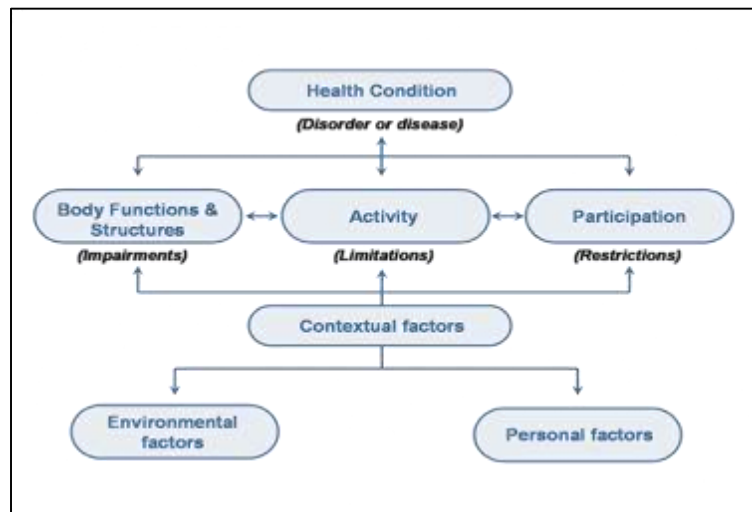 Health Condition
(Disorder or disease)
Body Functions &
Structures
Activity
Participation
(Impairments)
(Limitations)
(Restrictions)
Contextual factors
Environmental
factors
Personal factors